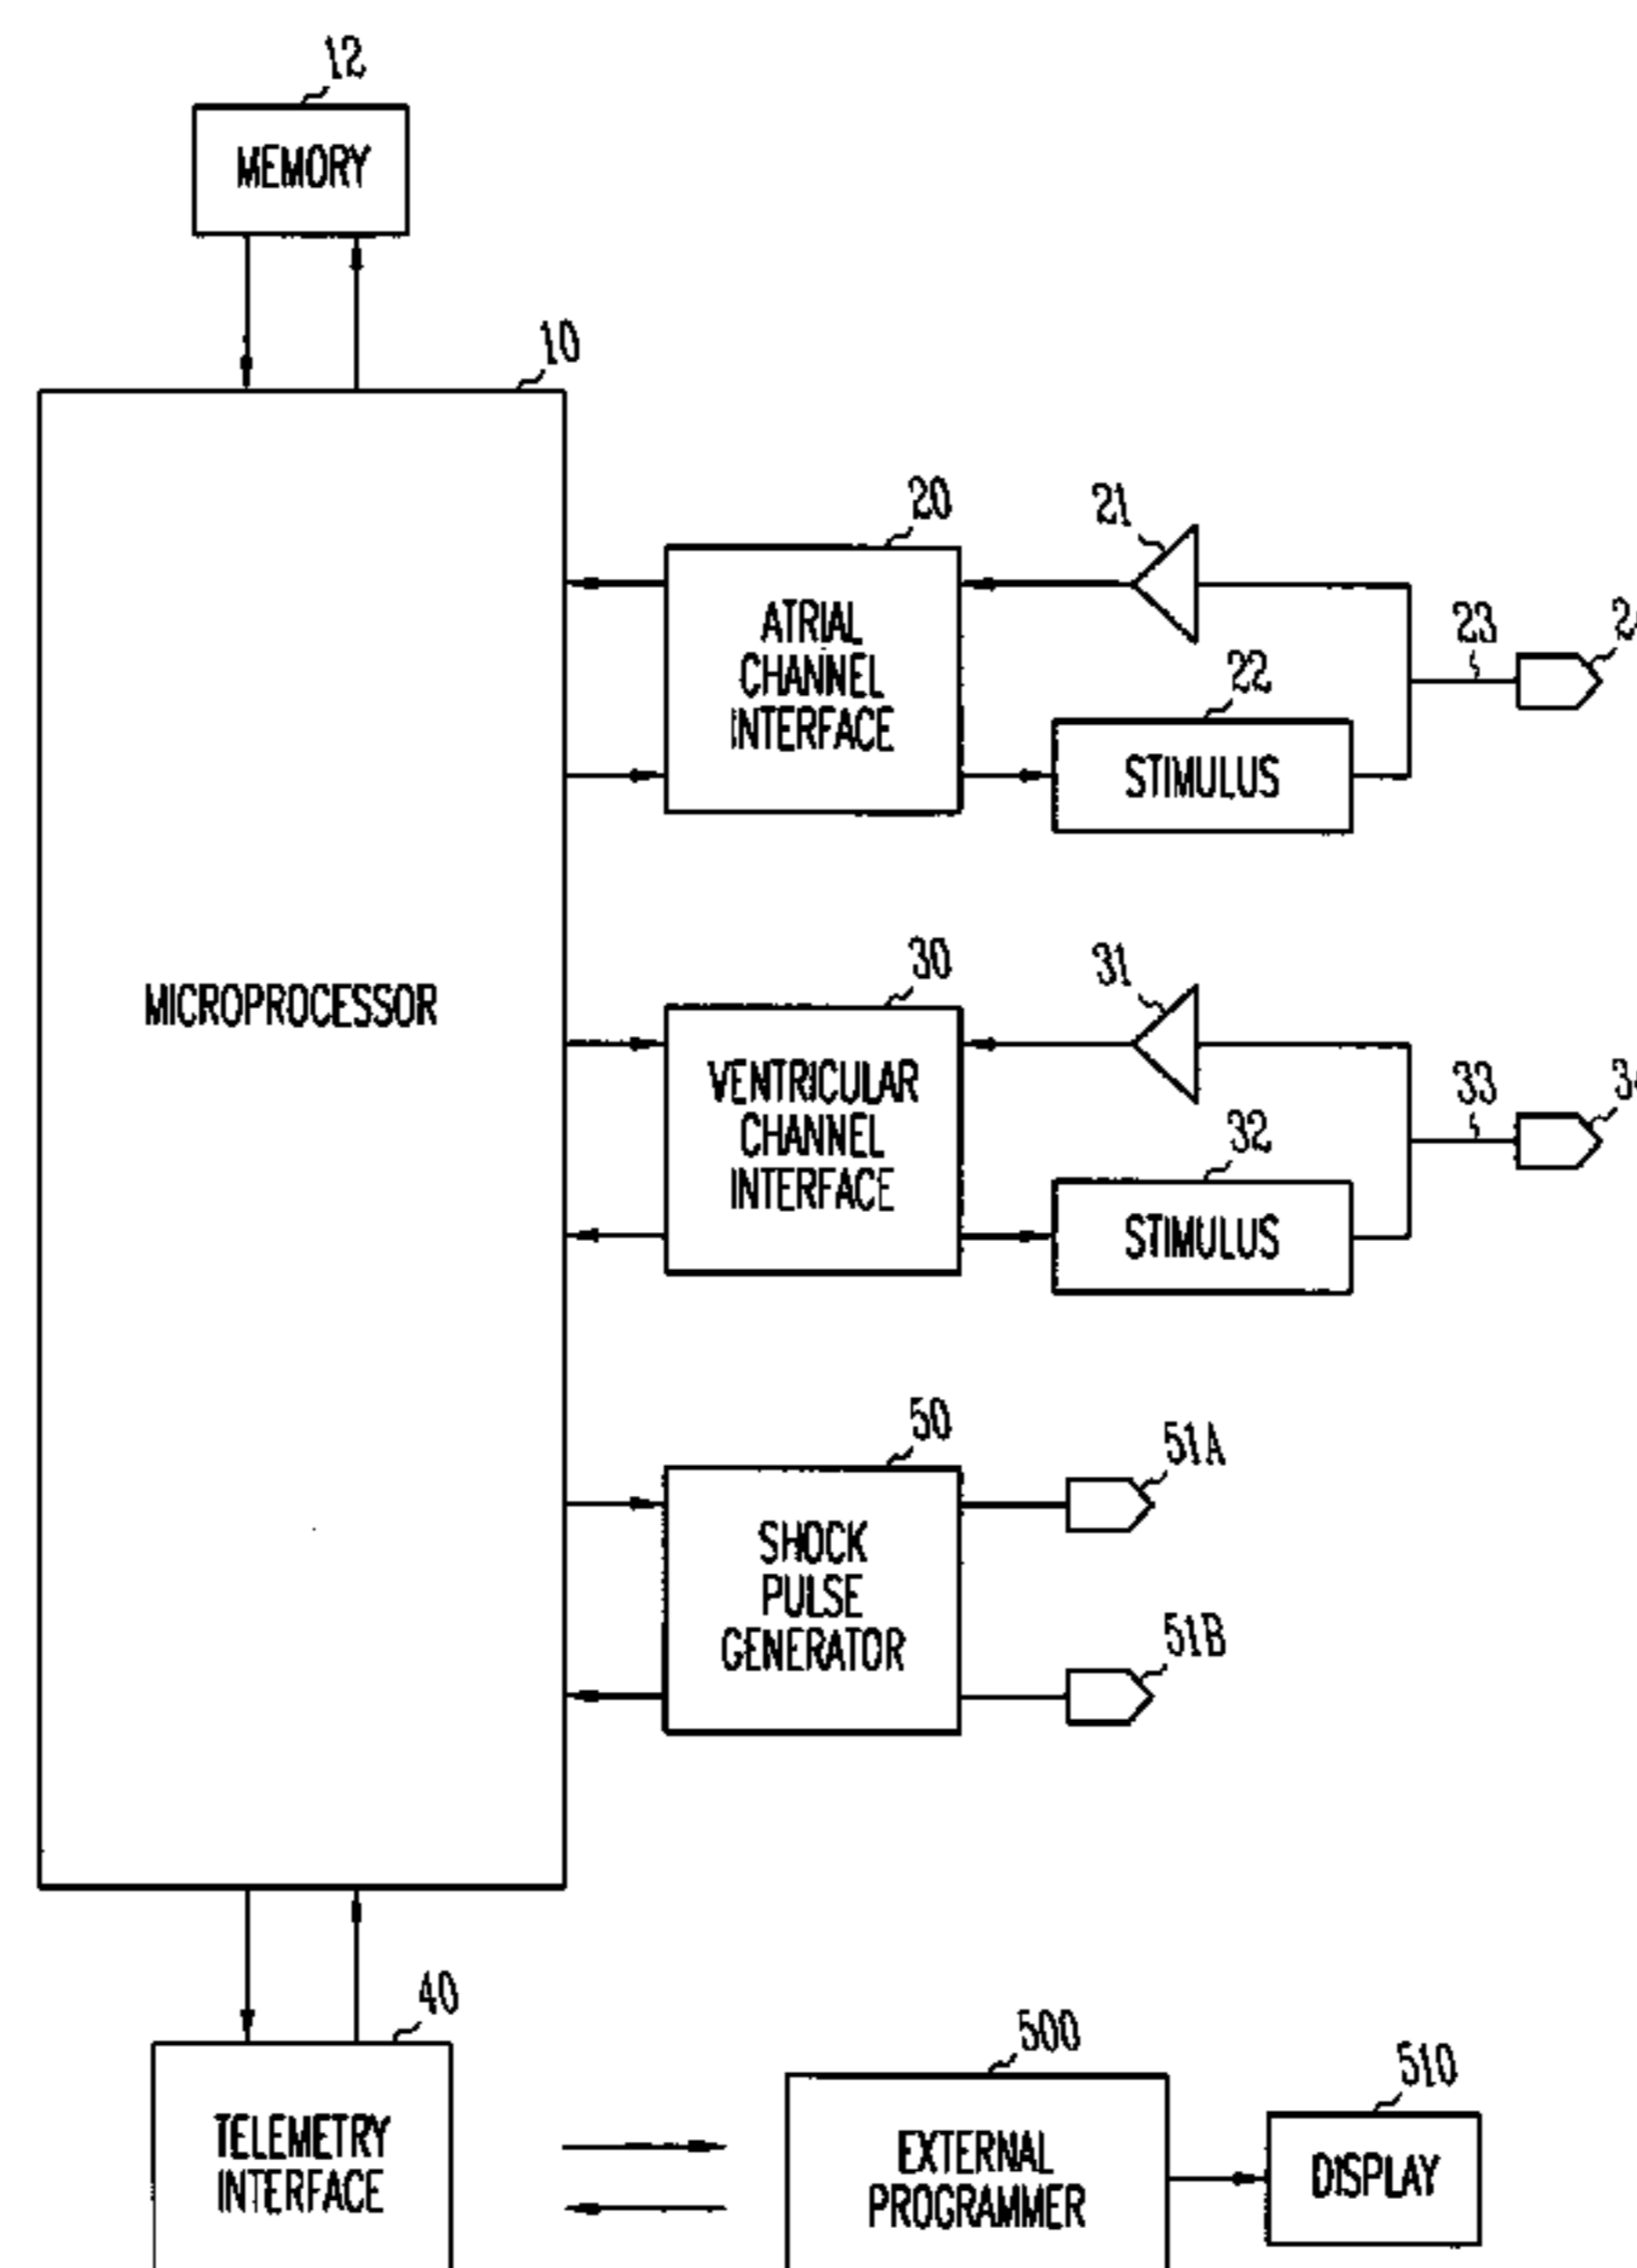 12
MEMORY
10
MICROPROCESSOR
20
ATRIAL
CHANNEL
INTERFACE
21
22
STIMULUS
23
30
VENTRICULAR
CHANNEL
INTERFACE
31
32
STIMULUS
33
50
SHOCK
PULSE
GENERATOR
51A
51B
40
TELEMETRY
INTERFACE
500
EXTERNAL
PROGRAMMER
510
DISPLAY